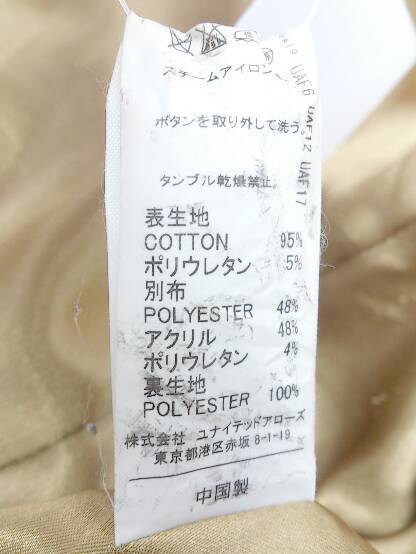 スチームアイロン
ボタンを取り外して洗う。
タンブル乾燥禁止。
表生地
COTTON 95%
ポリウレタン 5%
別布
POLYESTER 48%
アクリル 48%
ポリウレタン 4%
裏生地
POLYESTER 100%
株式会社 ユナイテッドアローズ
東京都港区赤坂 8-1-19
中国製
UAF6
UAF12
UAF17